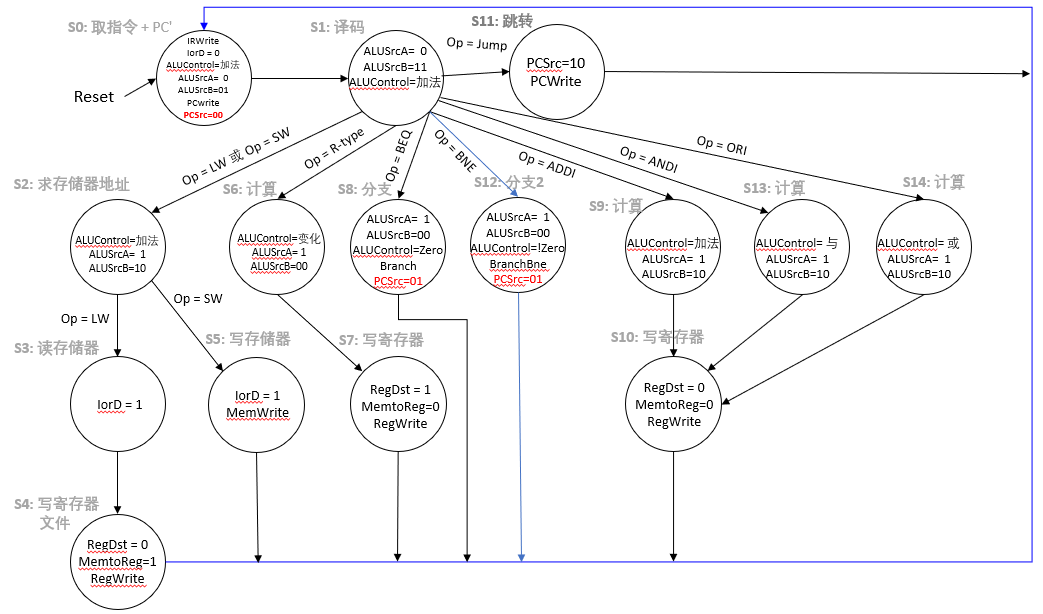 S0: 取指令 + PC'
IRWrite
IorD = 0
ALUControl=加法
ALUSrcA= 0
ALUSrcB=01
PCwrite
PCSrc=00
Reset
S1: 译码
ALUSrcA= 0
ALUSrcB=11
ALUControl=加法
Op = Jump
S11: 跳转
PCSrc=10
PCWrite
Op = LW 或 Op = SW
Op = R-type
Op = BEQ
Op = BNE
Op = ADDI
Op = ANDI
Op = ORI
S2: 求存储器地址
ALUControl=加法
ALUSrcA= 1
ALUSrcB=10
S6: 计算
ALUControl=变化
ALUSrcA= 1
ALUSrcB=00
S8: 分支
ALUSrcA= 1
ALUSrcB=00
ALUControl=Zero
Branch
PCSrc=01
S12: 分支2
ALUSrcA= 1
ALUSrcB=00
ALUControl=!Zero
BranchBne
PCSrc=01
S9: 计算
ALUControl=加法
ALUSrcA= 1
ALUSrcB=10
S13: 计算
ALUControl= 与
ALUSrcA= 1
ALUSrcB=10
S14: 计算
ALUControl= 或
ALUSrcA= 1
ALUSrcB=10
Op = LW
Op = SW
S3: 读存储器
IorD = 1
S5: 写存储器
IorD = 1
MemWrite
S7: 写寄存器
RegDst = 1
MemtoReg=0
RegWrite
S10: 写寄存器
RegDst = 0
MemtoReg=0
RegWrite
S4: 写寄存器
文件
RegDst = 0
MemtoReg=1
RegWrite